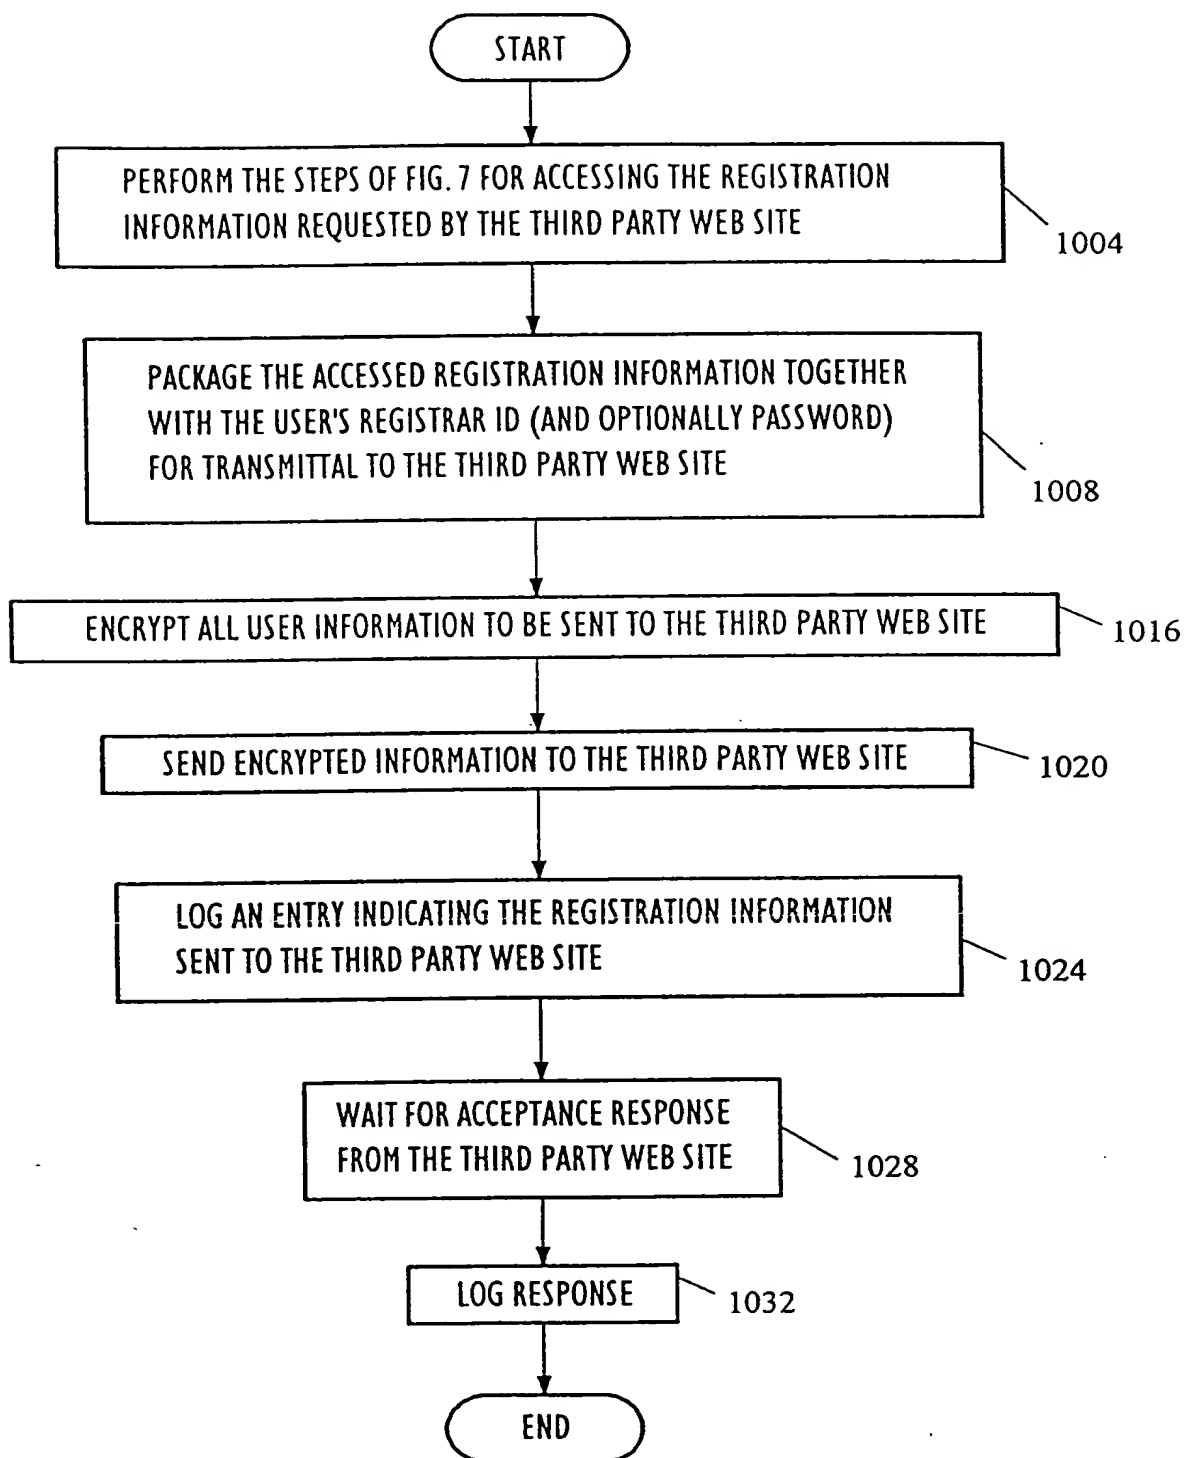 START
PERFORM THE STEPS OF FIG. 7 FOR ACCESSING THE REGISTRATION
INFORMATION REQUESTED BY THE THIRD PARTY WEB SITE
1004
PACKAGE THE ACCESSED REGISTRATION INFORMATION TOGETHER
WITH THE USER'S REGISTRAR ID (AND OPTIONALLY PASSWORD)
FOR TRANSMITTAL TO THE THIRD PARTY WEB SITE
1008
ENCRYPT ALL USER INFORMATION TO BE SENT TO THE THIRD PARTY WEB SITE
1016
SEND ENCRYPTED INFORMATION TO THE THIRD PARTY WEB SITE
1020
LOG AN ENTRY INDICATING THE REGISTRATION INFORMATION
SENT TO THE THIRD PARTY WEB SITE
1024
WAIT FOR ACCEPTANCE RESPONSE
FROM THE THIRD PARTY WEB SITE
1028
LOG RESPONSE
1032
END